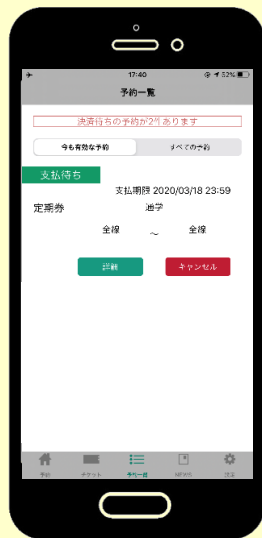 17:40
52%
予約一覧
決済待ちの予約が2件あります
今も有効な予約
すべての予約
支払待ち
支払期限 2020/03/18 23:59
定期券 通学
全線 ~ 全線
詳細
キャンセル
予約
チケット
予約一覧
NEWS
設定